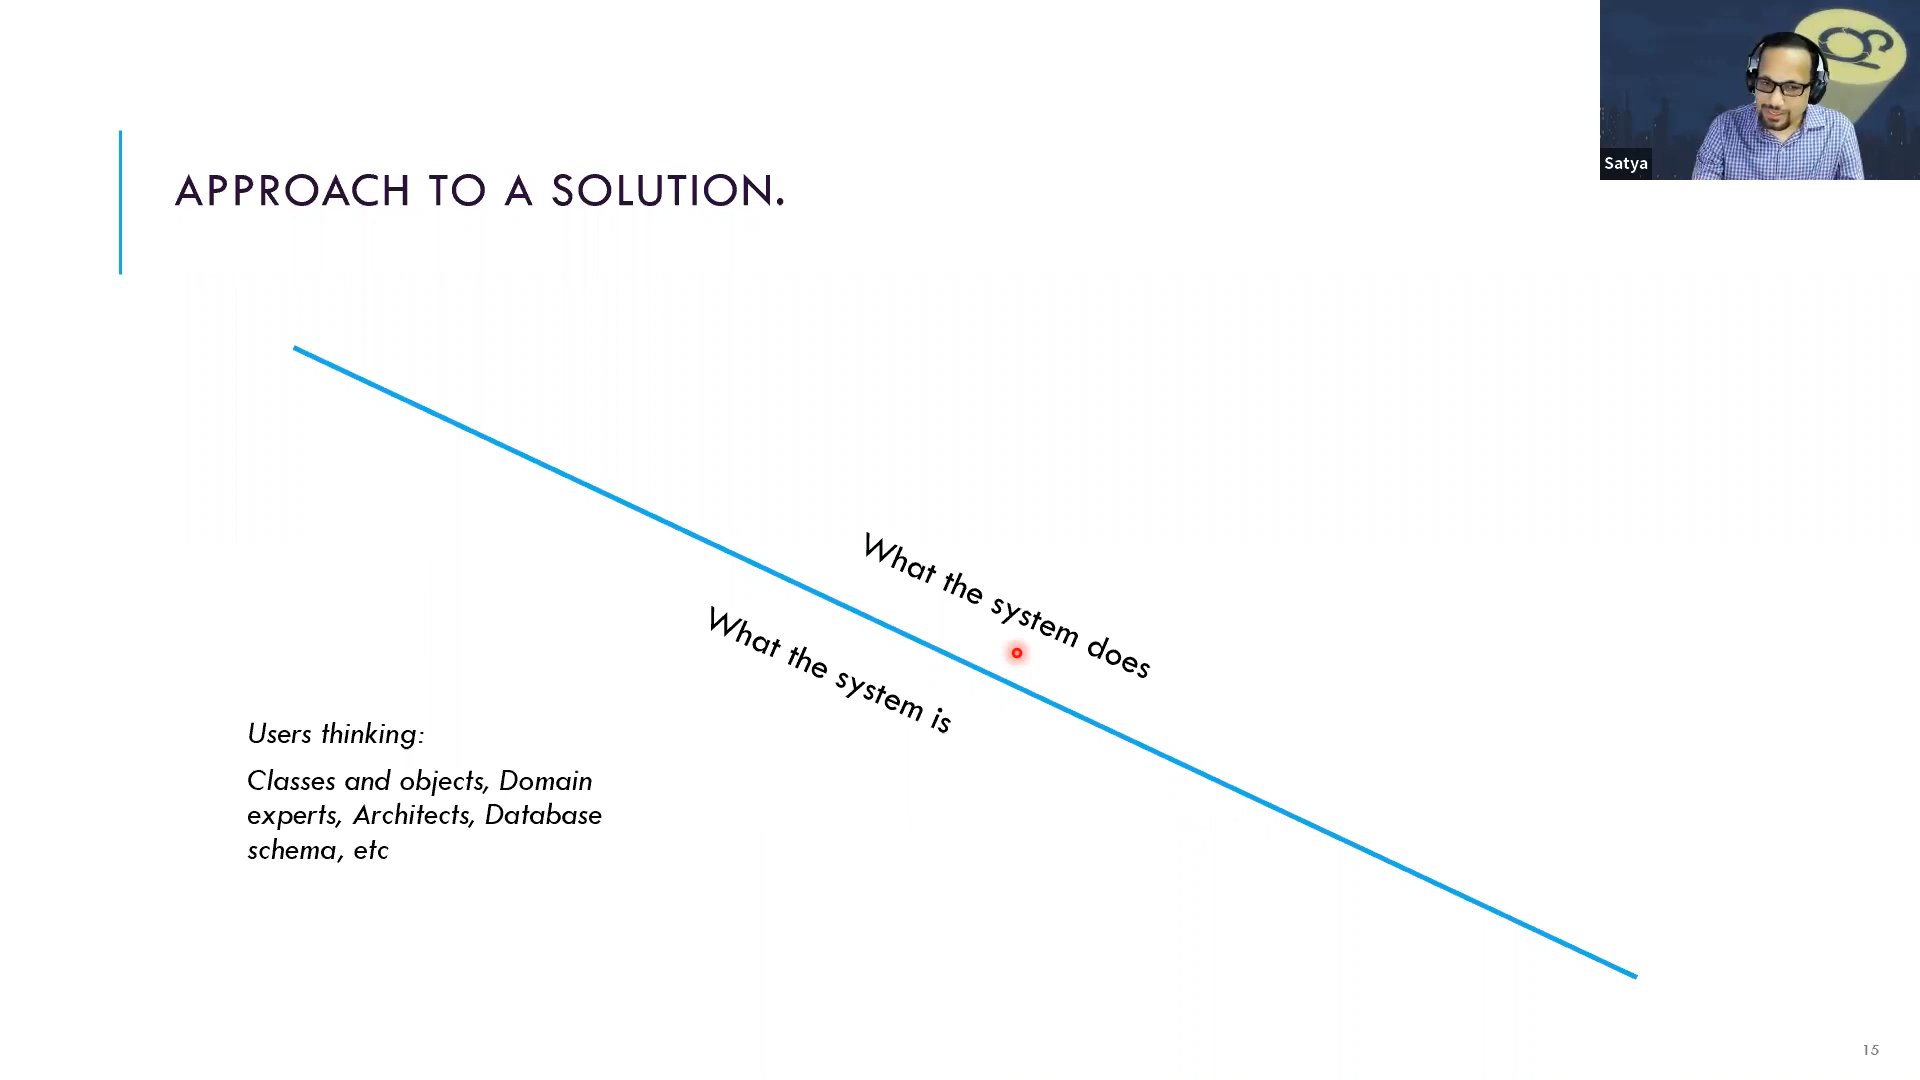 Satya
APPROACH TO A SOLUTION.
What the system does
What the system is
Users thinking:
Classes and objects, Domain
experts, Architects, Database
schema, etc
15